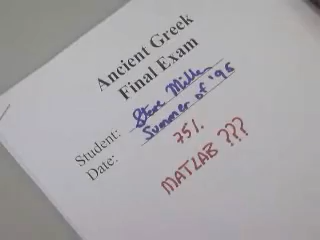 Ancient Greek
Final Exam
Student: Steve Miller
Date: Summer of '96
75%
MATLAB ???